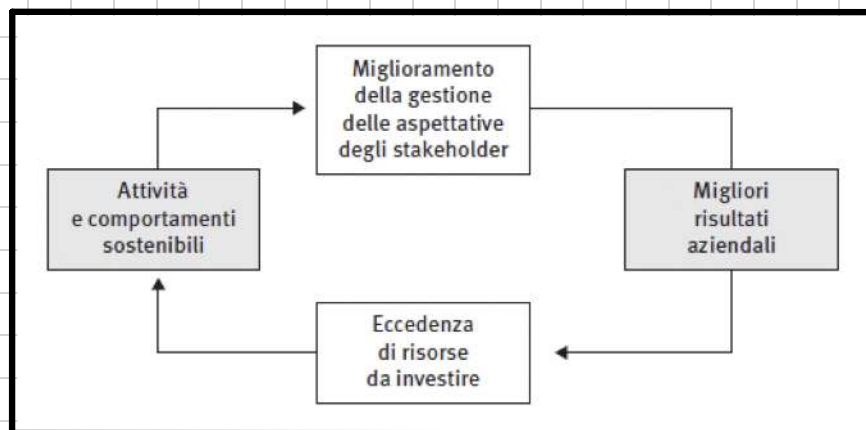 Miglioramento
della gestione
delle aspettative
degli stakeholder
Attività
e comportamenti
sostenibili
Migliori
risultati
aziendali
Eccedenza
di risorse
da investire